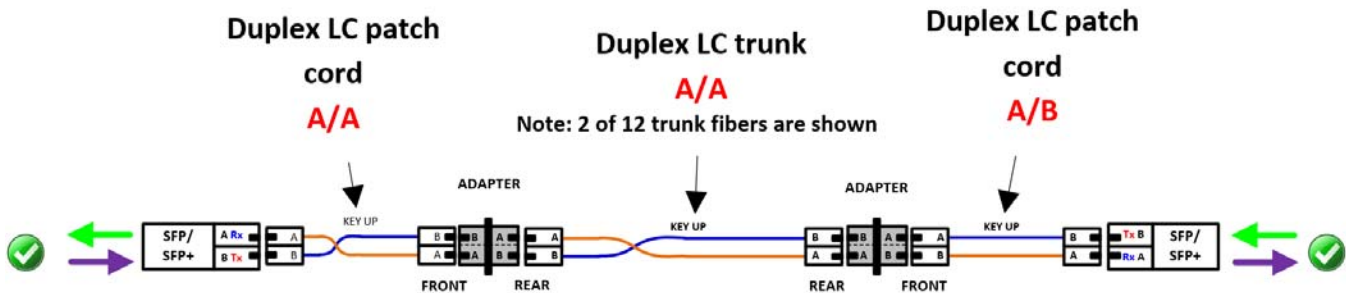 Duplex LC patch
cord
A/A
Duplex LC trunk
A/A
Note: 2 of 12 trunk fibers are shown
Duplex LC patch
cord
A/B
ADAPTER
ADAPTER
KEY UP
KEY UP
KEY UP
SFP/
SFP+
A Rx
B Tx
A
B
B
A
B
A
A
B
A
B
B
A
B
A
A
B
A
B
B
A
Tx B
Rx A
SFP/
SFP+
FRONT
REAR
REAR
FRONT